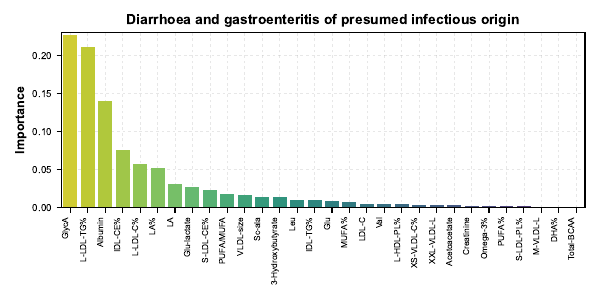 Diarrhoea and gastroenteritis of presumed infectious origin
Importance
0.20
0.15
0.10
0.05
0.00
GlycA
L-LDL-TG%
Albumin
IDL-CE%
L-LDL-C%
LA%
LA
Glu-lactate
S-LDL-CE%
PUFA/MUFA
VLDL-size
Sc-ala
3-Hydroxybutyrate
Leu
IDL-TG%
Glu
MUFA%
LDL-C
Val
L-HDL-PL%
XS-VLDL-C%
XXL-VLDL-L
Acetoacetate
Creatinine
Omega-3%
PUFA%
S-LDL-PL%
M-VLDL-L
DHA%
Total-BCAA